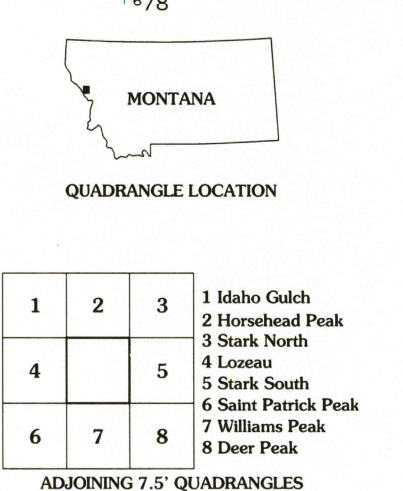 678
MONTANA
QUADRANGLE LOCATION
1 2 3
4 5
6 7 8
1 Idaho Gulch
2 Horsehead Peak
3 Stark North
4 Lozeau
5 Stark South
6 Saint Patrick Peak
7 Williams Peak
8 Deer Peak
ADJOINING 7.5' QUADRANGLES